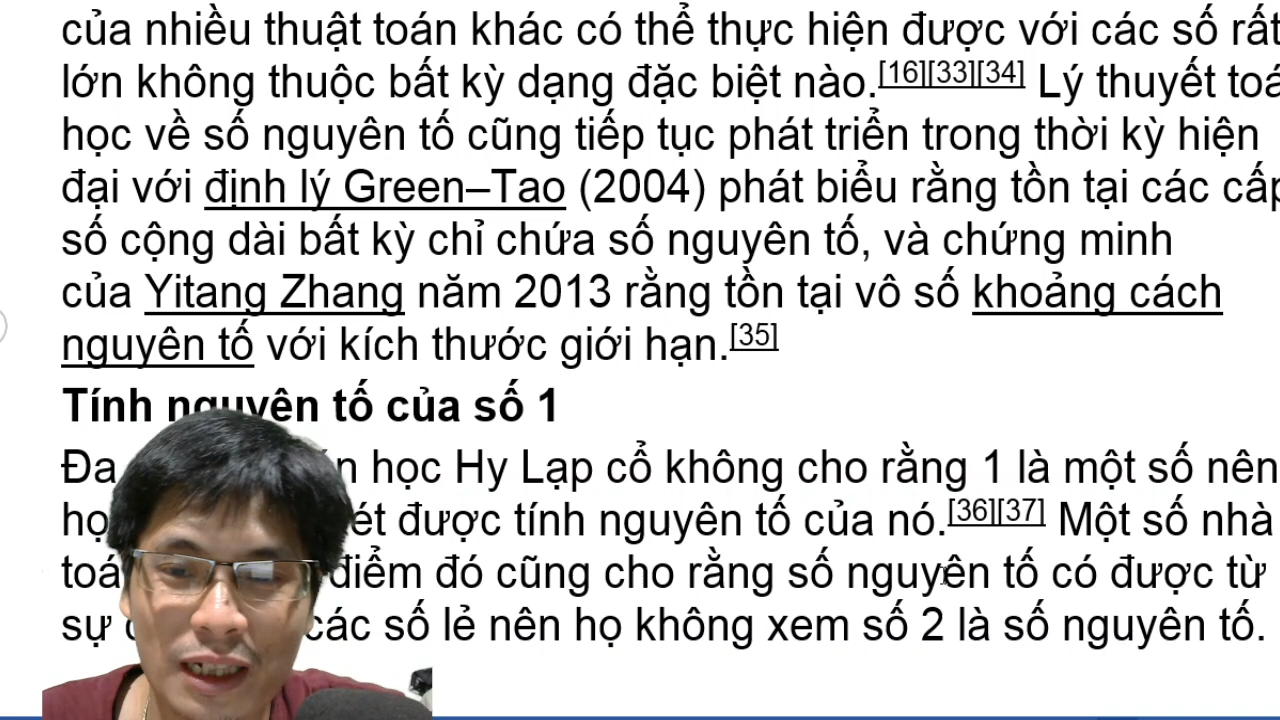 của nhiều thuật toán khác có thể thực hiện được với các số rất
lớn không thuộc bất kỳ dạng đặc biệt nào.[16][33][34] Lý thuyết
học về số nguyên tố cũng tiếp tục phát triển trong thời kỳ hiện
đại với định lý Green–Tao (2004) phát biểu rằng tồn tại các
số cộng dài bất kỳ chỉ chứa số nguyên tố, và chứng minh
của Yitang Zhang năm 2013 rằng tồn tại vô số khoảng cách
nguyên tố với kích thước giới hạn.[35]
Tính nguyên tố của số 1
Đa học Hy Lạp cổ không cho rằng 1 là một số nên
được tính nguyên tố của nó.[36][37] Một số nhà
điểm đó cũng cho rằng số nguyên tố có được từ
sự các số lẻ nên họ không xem số 2 là số nguyên tố.